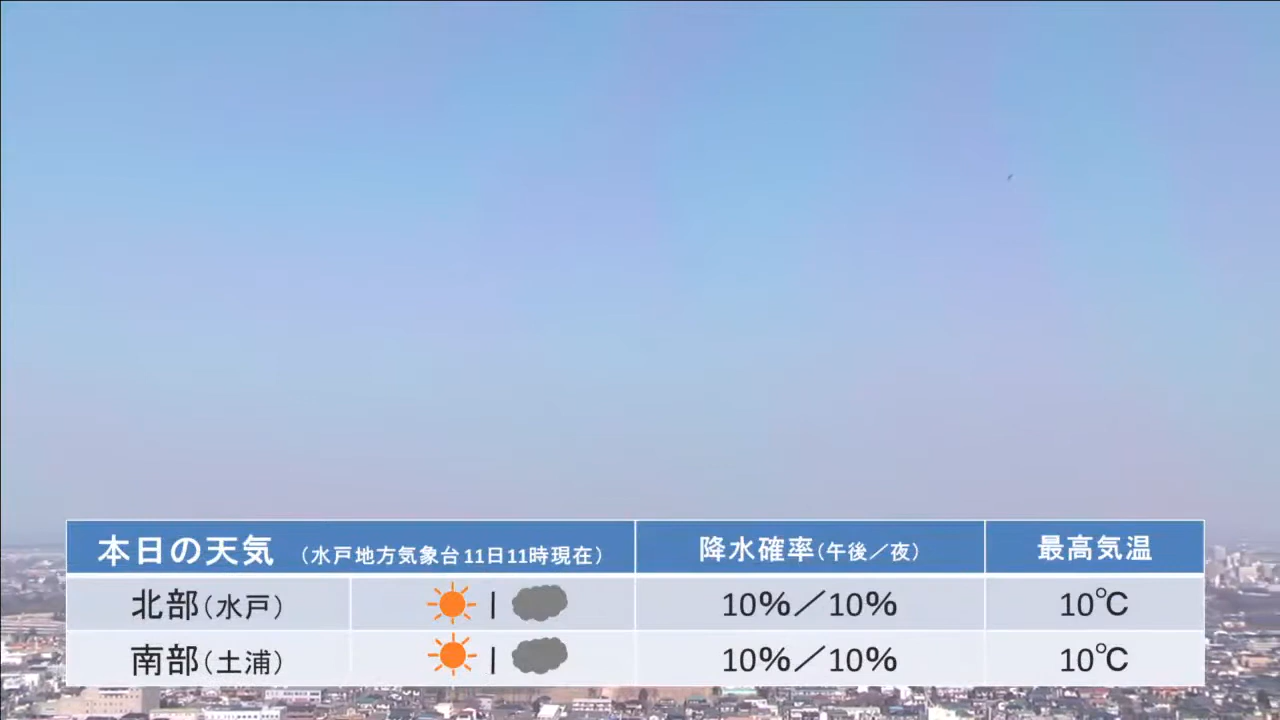 本日の天気 （水戸地方気象台11日11時現在） 降水確率（午後／夜） 最高気温
北部（水戸） | 10%／10% 10℃
南部（土浦） | 10%／10% 10℃